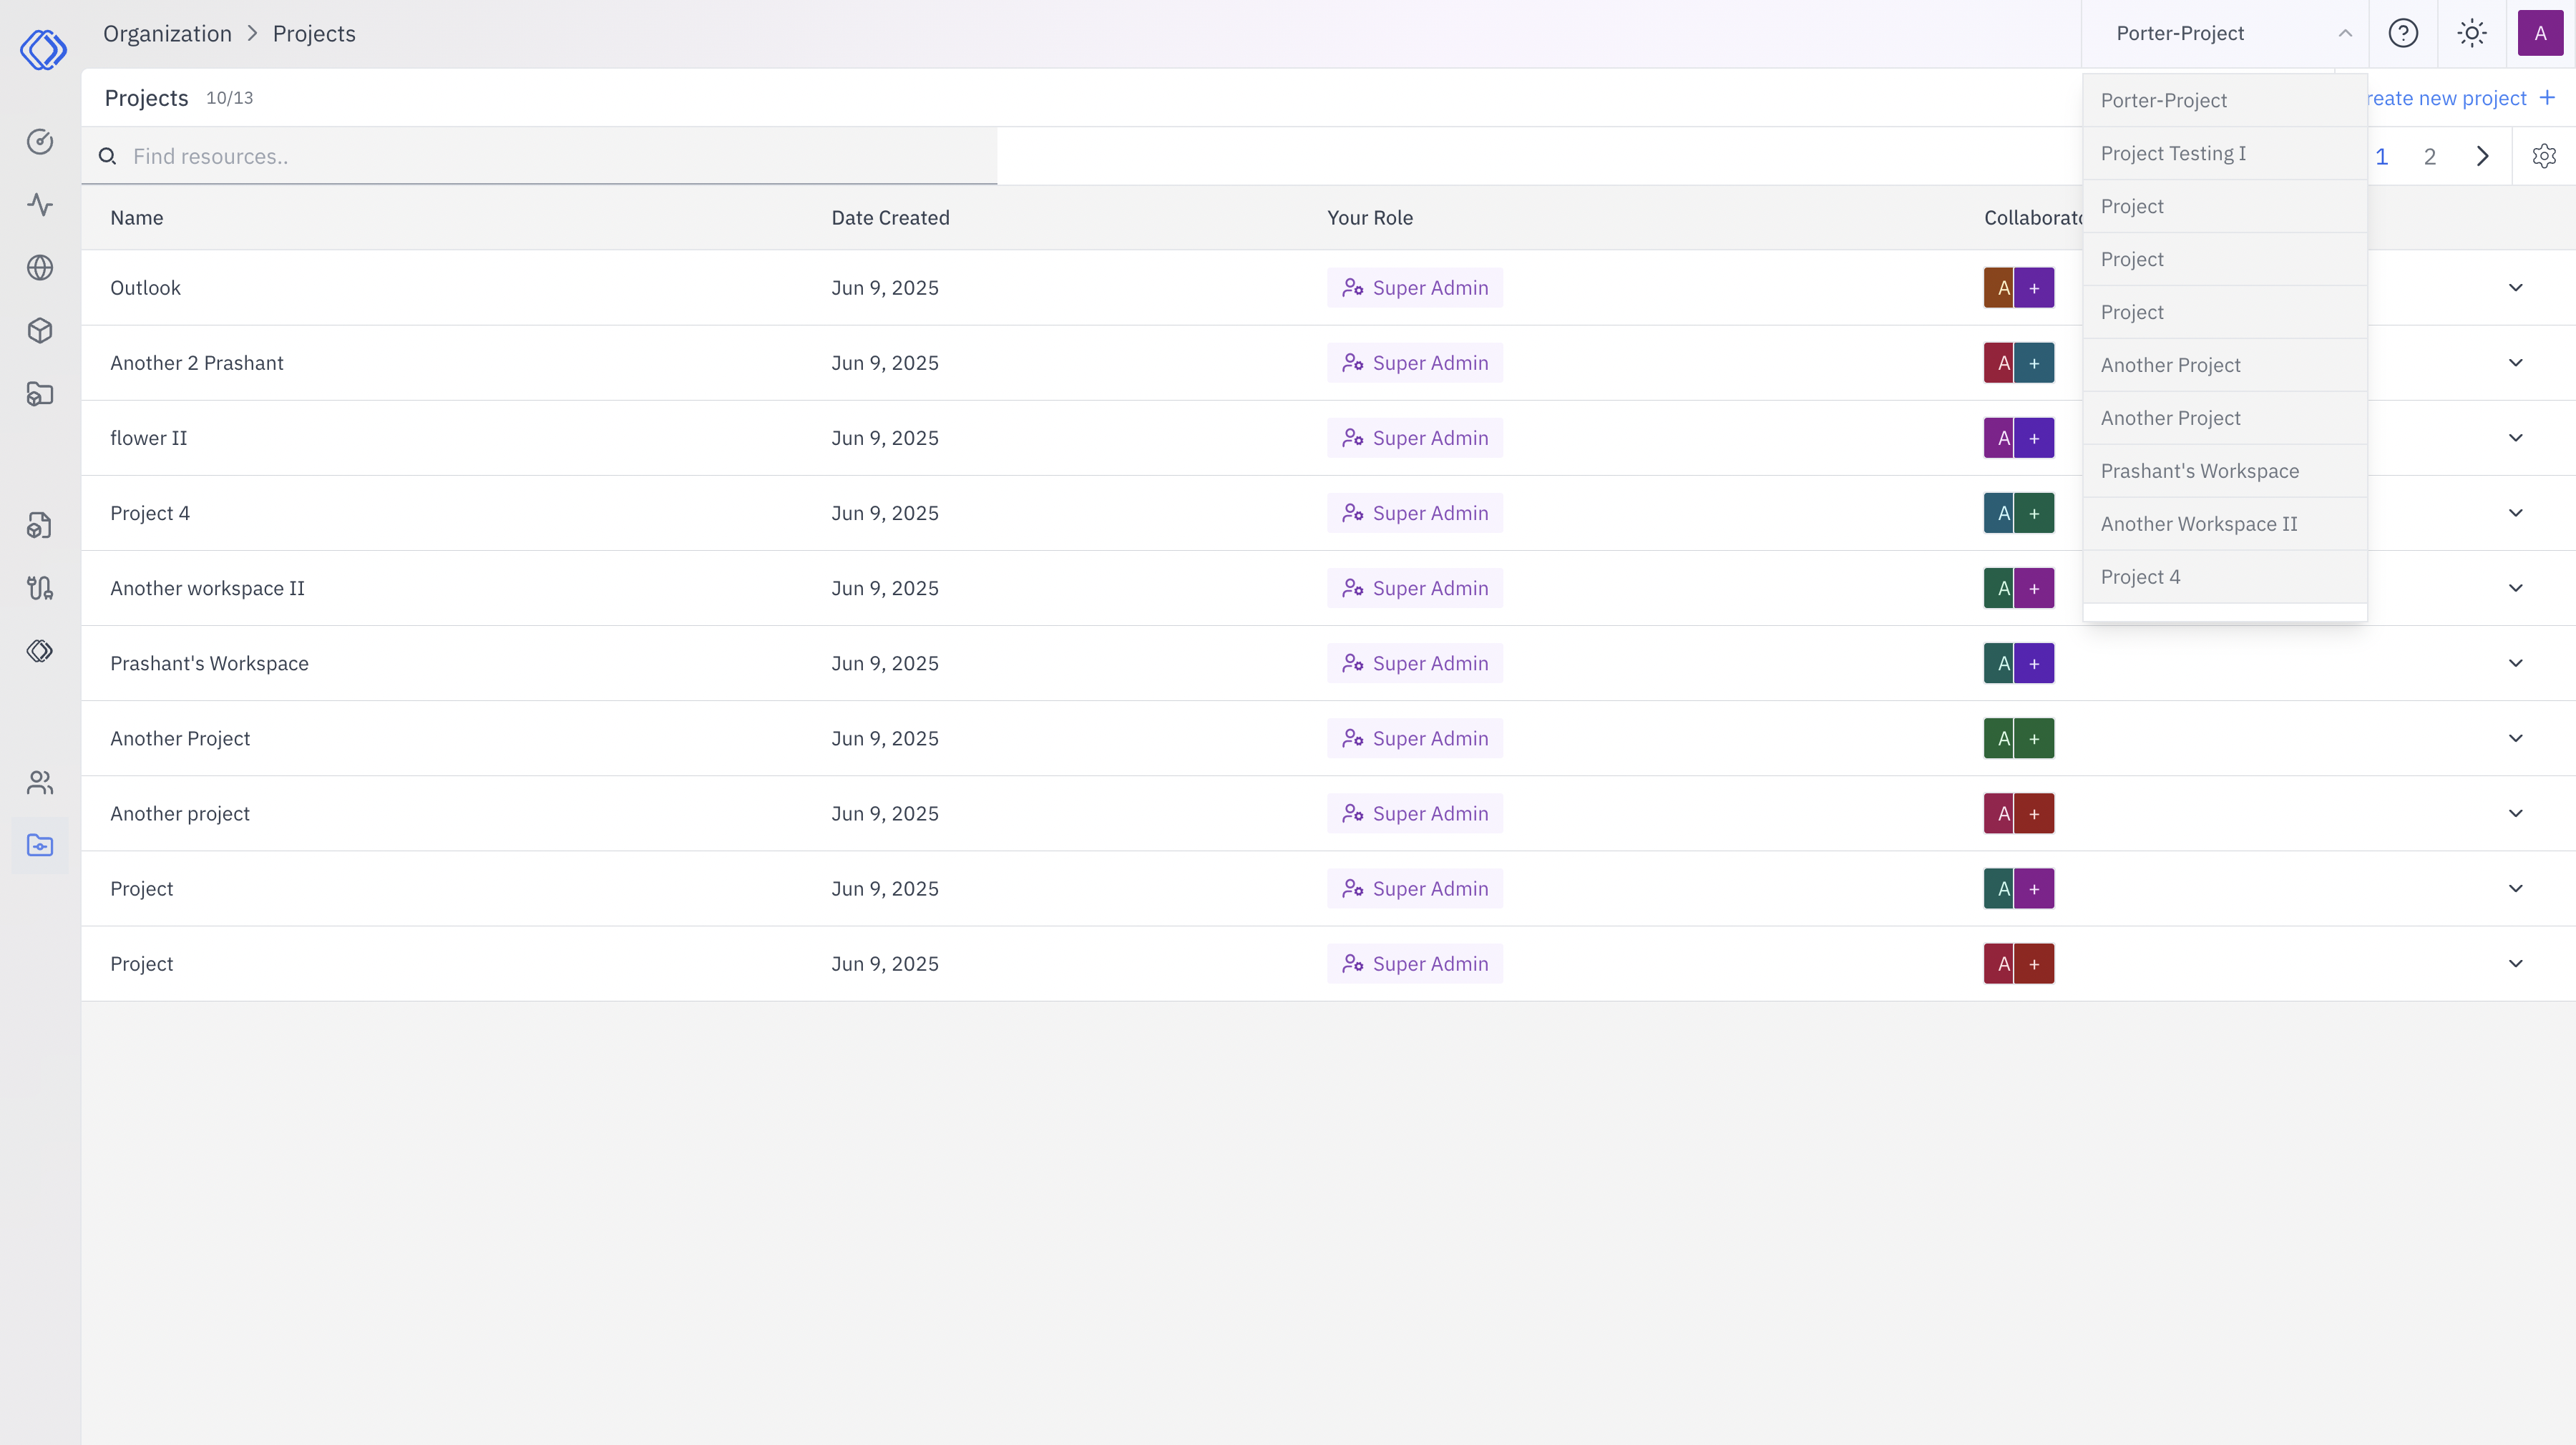 Organization > Projects
Porter-Project
A
Projects 10/13
reate new project +
Find resources..
1 2
Name Date Created Your Role Collaborato
Outlook Jun 9, 2025 Super Admin A +
Another 2 Prashant Jun 9, 2025 Super Admin A +
flower II Jun 9, 2025 Super Admin A +
Project 4 Jun 9, 2025 Super Admin A +
Another workspace II Jun 9, 2025 Super Admin A +
Prashant's Workspace Jun 9, 2025 Super Admin A +
Another Project Jun 9, 2025 Super Admin A +
Another project Jun 9, 2025 Super Admin A +
Project Jun 9, 2025 Super Admin A +
Project Jun 9, 2025 Super Admin A +
Porter-Project
Project Testing I
Project
Project
Project
Another Project
Another Project
Prashant's Workspace
Another Workspace II
Project 4